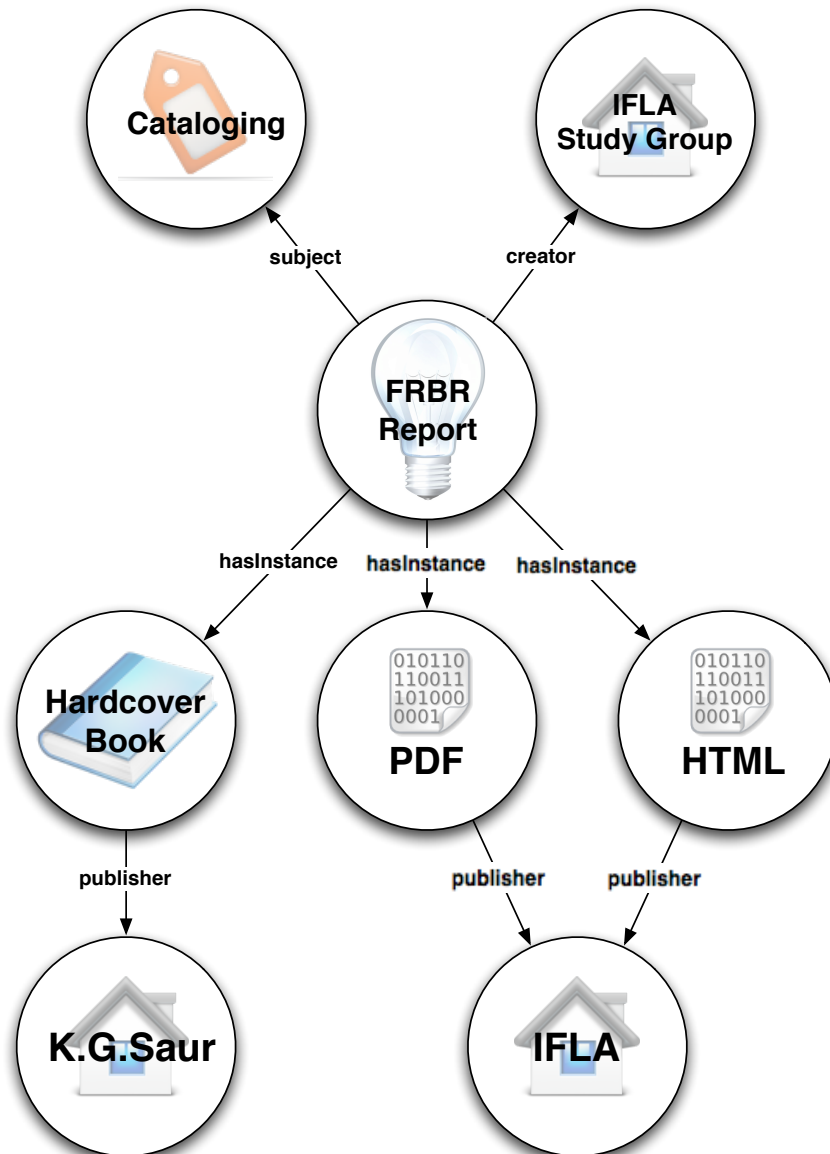 Cataloging
IFLA
Study Group
subject
creator
FRBR
Report
hasInstance
hasInstance
hasInstance
Hardcover
Book
010110
110011
101000
0001
PDF
010110
110011
101000
0001
HTML
publisher
publisher
publisher
K.G.Saur
IFLA